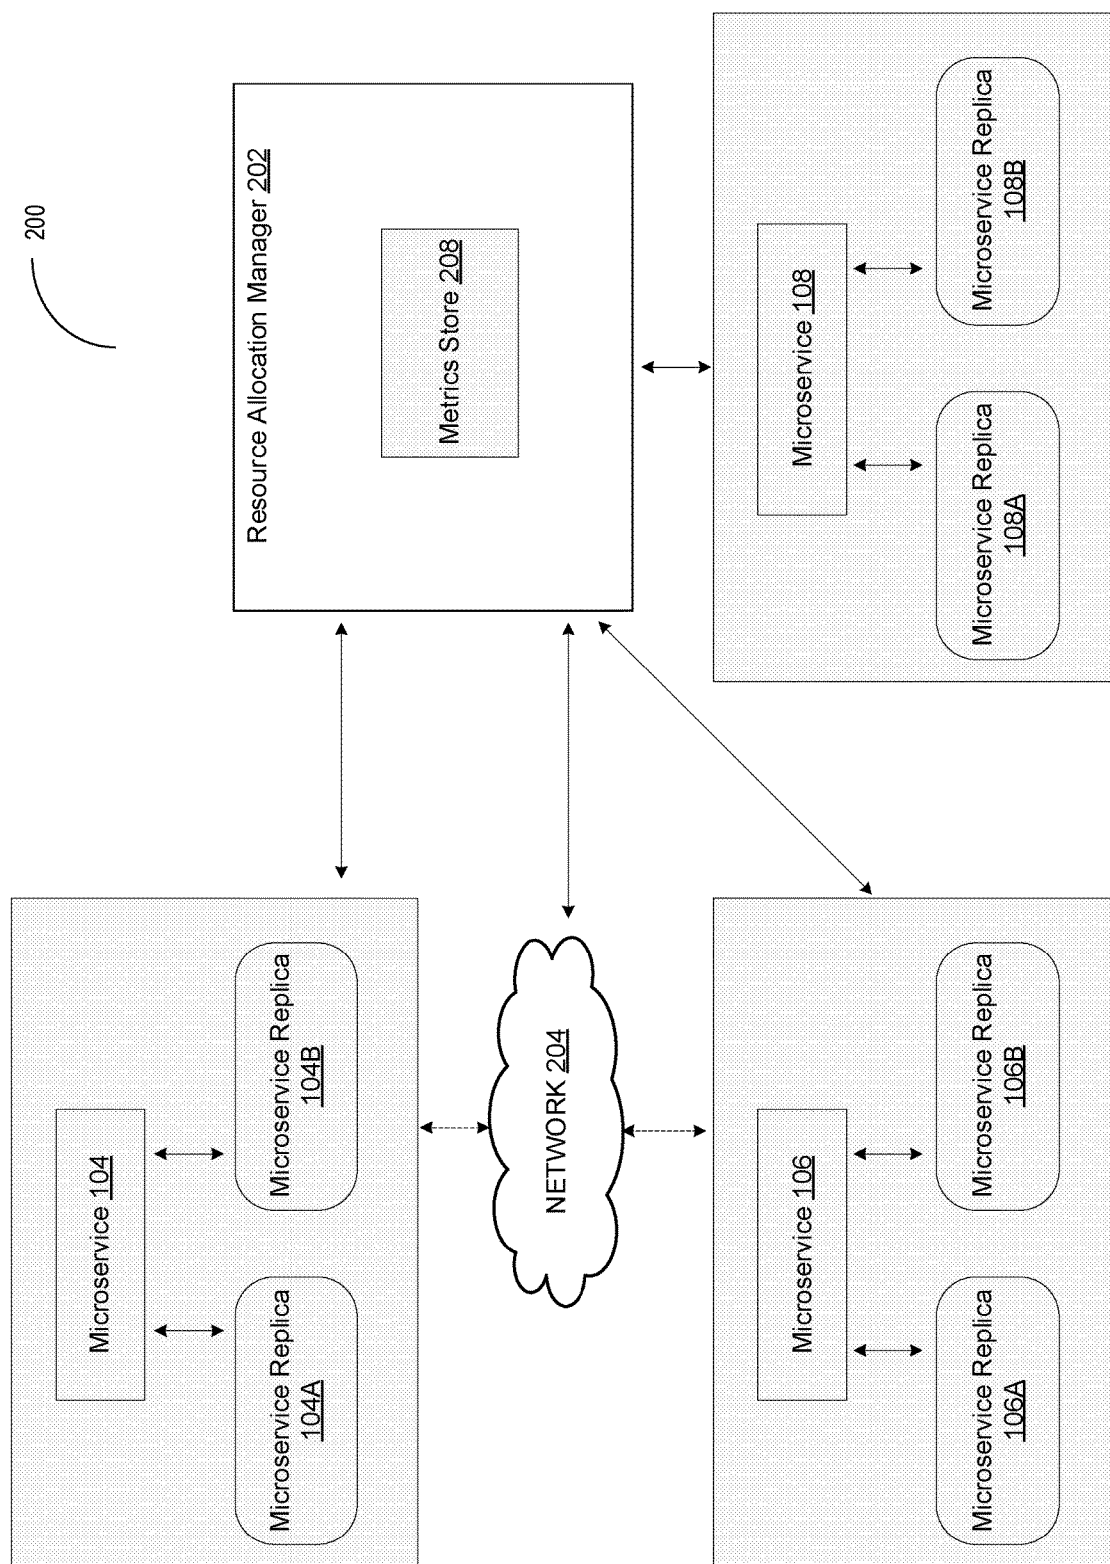 200
Microservice 104
Microservice Replica
104A
Microservice Replica
104B
Resource Allocation Manager 202
Metrics Store 208
NETWORK 204
Microservice 106
Microservice Replica
106A
Microservice Replica
106B
Microservice 108
Microservice Replica
108A
Microservice Replica
108B